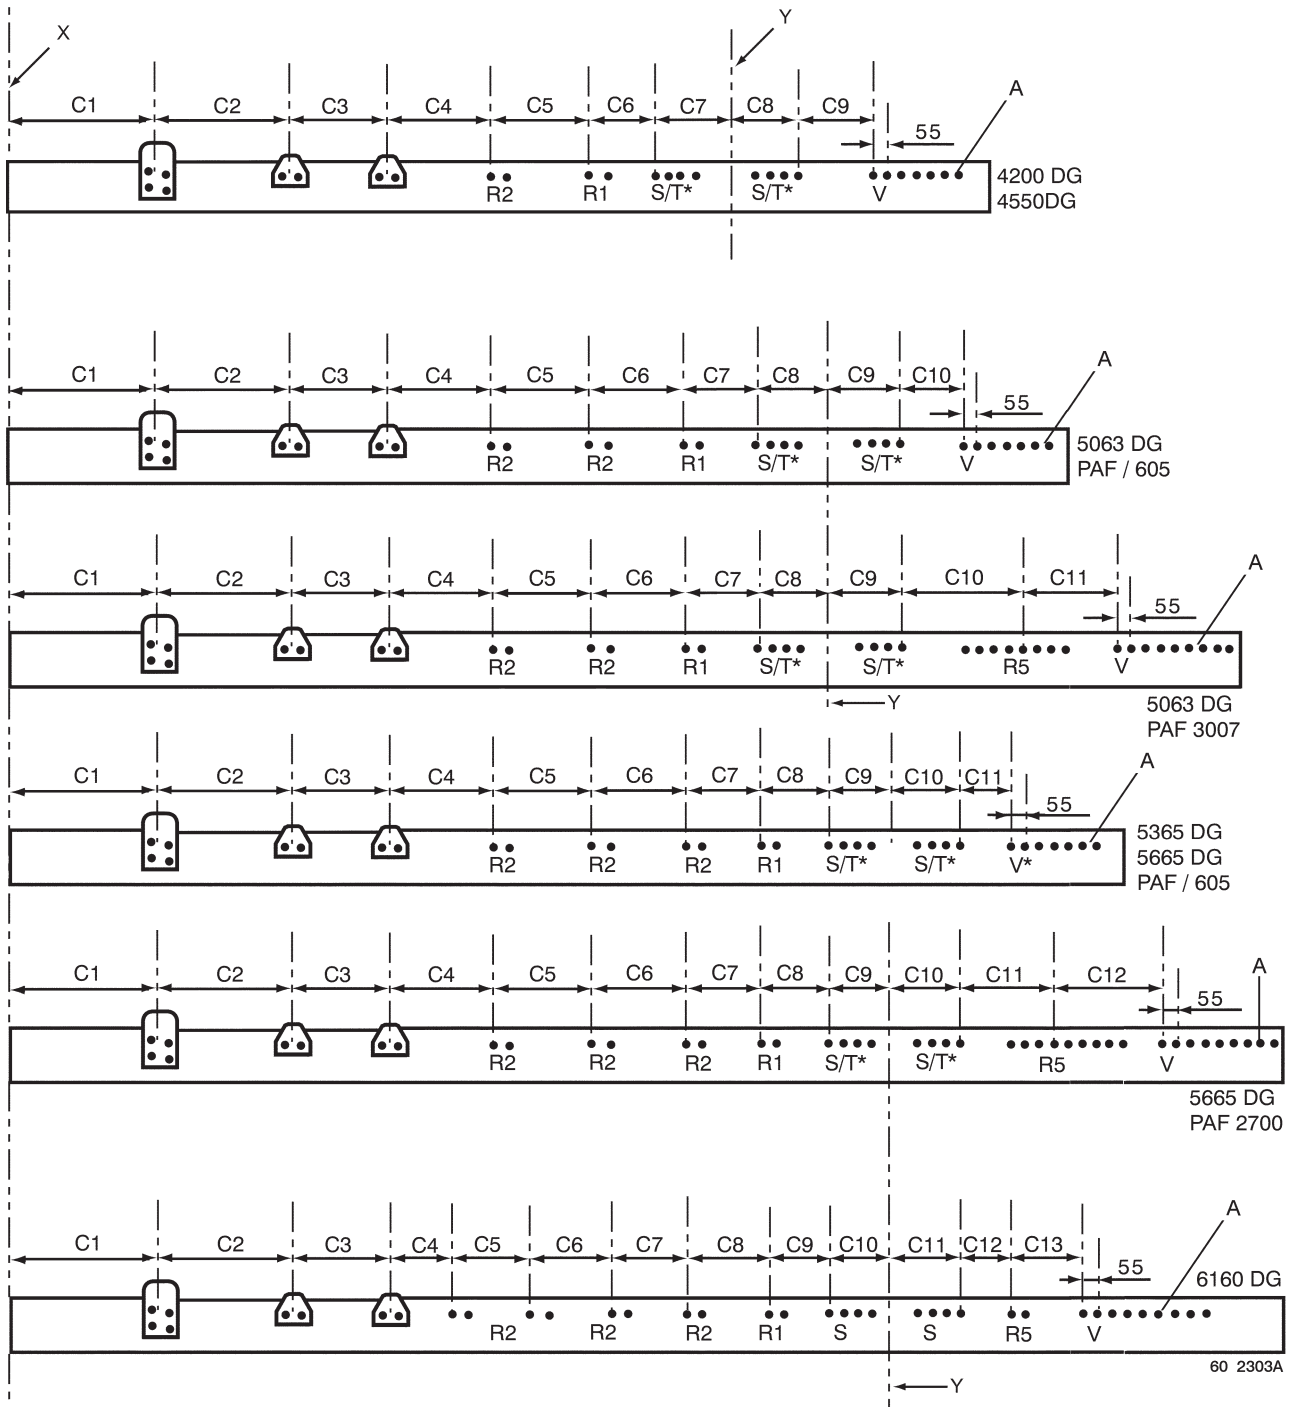 X Y
C1 C2 C3 C4 C5 C6 C7 C8 C9 A
55
4200 DG
4550DG
R2 R1 S/T* S/T* V
C1 C2 C3 C4 C5 C6 C7 C8 C9 C10 A
55
5063 DG
PAF / 605
R2 R2 R1 S/T* S/T* V
C1 C2 C3 C4 C5 C6 C7 C8 C9 C10 C11 A
55
R2 R2 R1 S/T* S/T* R5 V
Y
5063 DG
PAF 3007
C1 C2 C3 C4 C5 C6 C7 C8 C9 C10 C11 A
55
5365 DG
5665 DG
PAF / 605
R2 R2 R2 R1 S/T* S/T* V*
C1 C2 C3 C4 C5 C6 C7 C8 C9 C10 C11 C12 A
55
R2 R2 R2 R1 S/T* S/T* R5 V
5665 DG
PAF 2700
C1 C2 C3 C4 C5 C6 C7 C8 C9 C10 C11 C12 C13 A
55
6160 DG
R2 R2 R2 R1 S S R5 V
60 2303A
Y